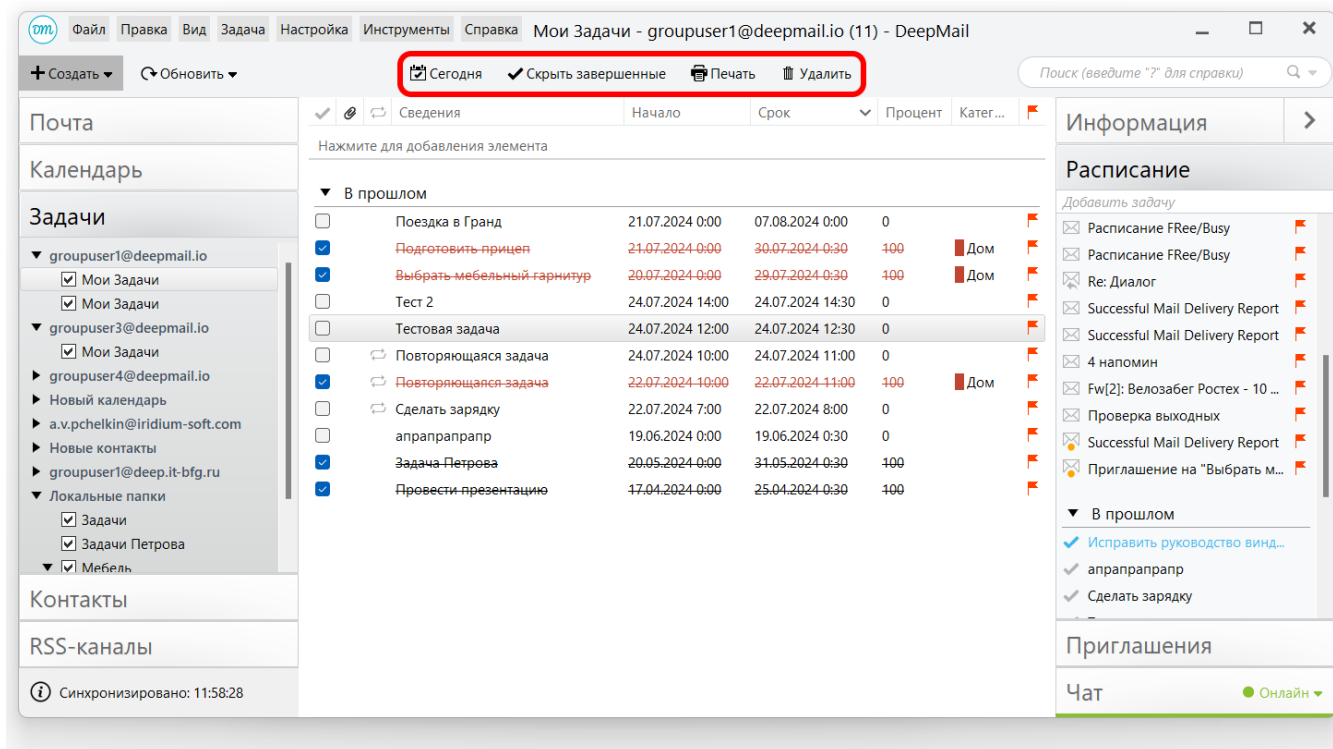 Файл Правка Вид Задача Настройка Инструменты Справка Мои Задачи - groupuser1@deepmail.io (11) - DeepMail
Создать Обновить Сегодня Скрыть завершенные Печать Удалить Поиск (введите "?" для справки)
Почта
Календарь
Задачи
groupuser1@deepmail.io
Мои Задачи
Мои Задачи
groupuser3@deepmail.io
Мои Задачи
groupuser4@deepmail.io
Новый календарь
a.v.pchelkin@iridium-soft.com
Новые контакты
groupuser1@deep.it-bfg.ru
Локальные папки
Задачи
Задачи Петрова
Мебель
Контакты
RSS-каналы
Синхронизировано: 11:58:28
Сведения Начало Срок Процент Катег...
Нажмите для добавления элемента
В прошлом
Поездка в Гранд 21.07.2024 0:00 07.08.2024 0:00 0
Подготовить прицеп 21.07.2024 0:00 30.07.2024 0:30 100 Дом
Выбрать мебельный гарнитур 20.07.2024 0:00 29.07.2024 0:30 100 Дом
Тест 2 24.07.2024 14:00 24.07.2024 14:30 0
Тестовая задача 24.07.2024 12:00 24.07.2024 12:30 0
Повторяющаяся задача 24.07.2024 10:00 24.07.2024 11:00 0
Повторяющаяся задача 22.07.2024 10:00 22.07.2024 11:00 100 Дом
Сделать зарядку 22.07.2024 7:00 22.07.2024 8:00 0
апрапрапрапр 19.06.2024 0:00 19.06.2024 0:30 0
Задача Петрова 20.05.2024 0:00 31.05.2024 0:30 100
Провести презентацию 17.04.2024 0:00 25.04.2024 0:30 100
Информация
Расписание
Добавить задачу
Расписание FRee/Busy
Расписание FRee/Busy
Re: Диалог
Successful Mail Delivery Report
Successful Mail Delivery Report
4 напомин
Fw[2]: Велозабег Ростех - 10 ...
Проверка выходных
Successful Mail Delivery Report
Приглашение на "Выбрать м...
В прошлом
Исправить руководство винд...
апрапрапрапр
Сделать зарядку
Приглашения
Чат Онлайн